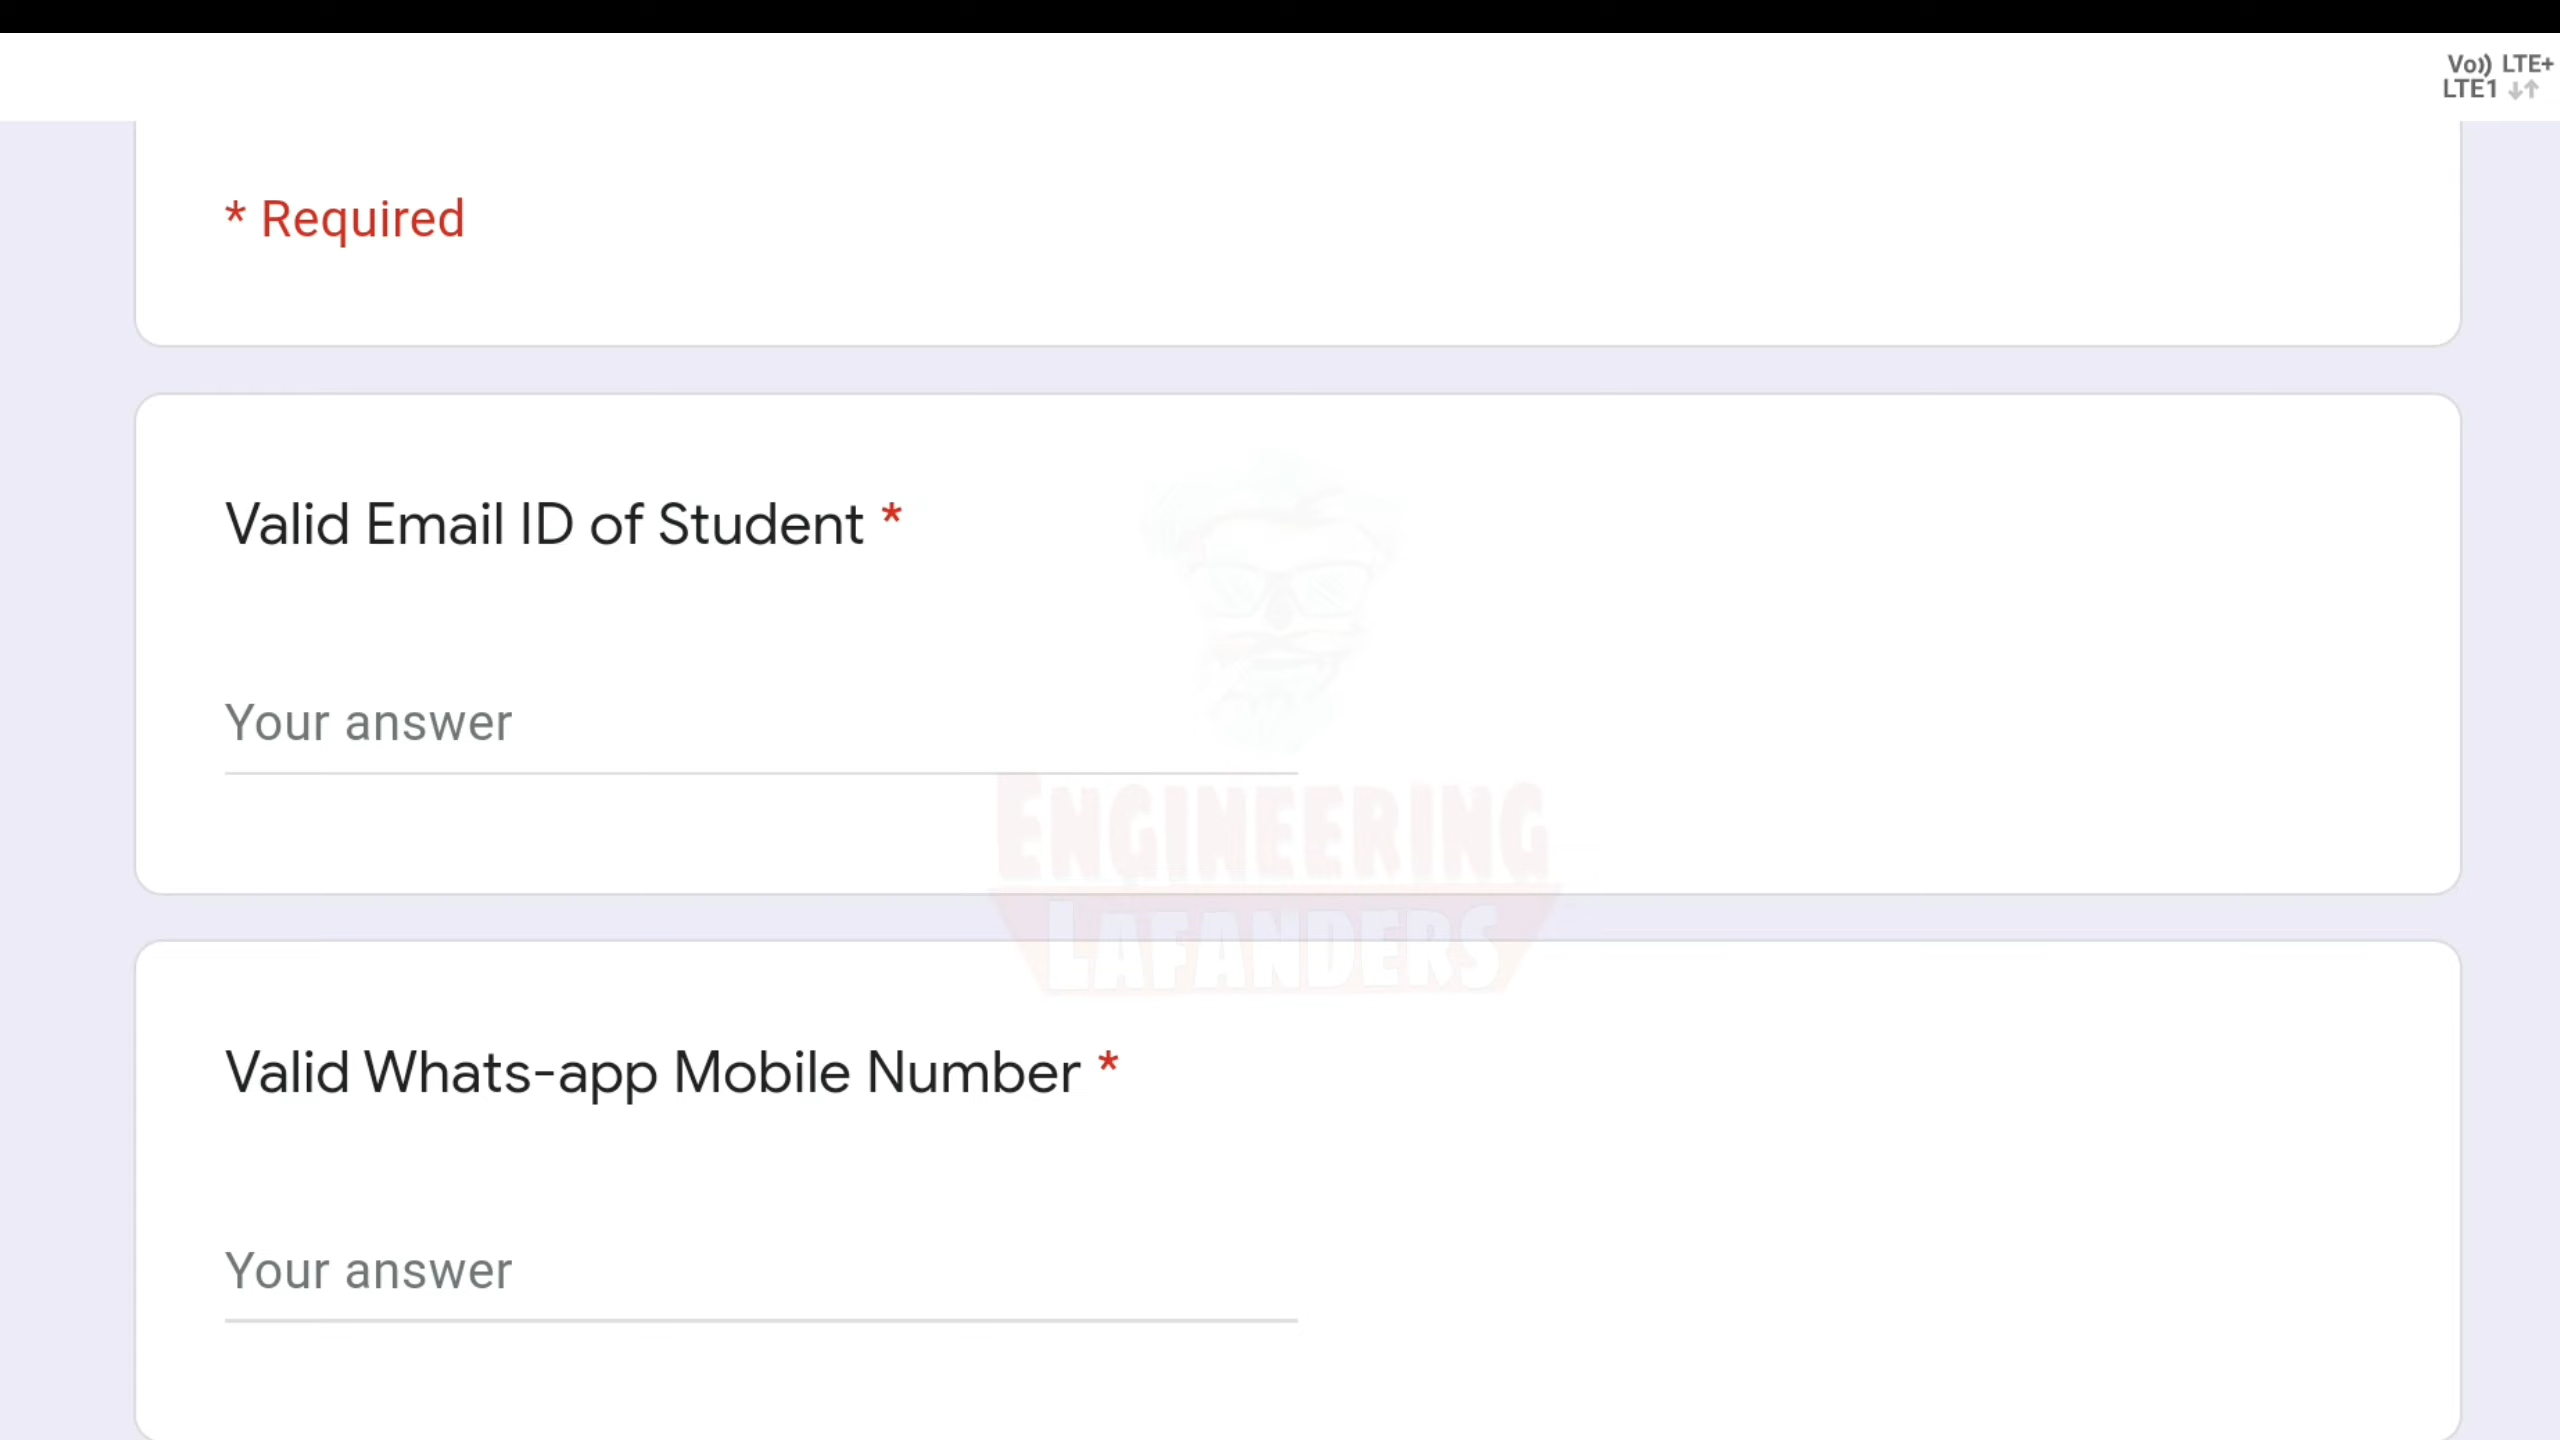 Vo)) LTE+
LTE1 ↓↑
* Required
Valid Email ID of Student *
Your answer
ENGINEERING
LAFANDERS
Valid Whats-app Mobile Number *
Your answer